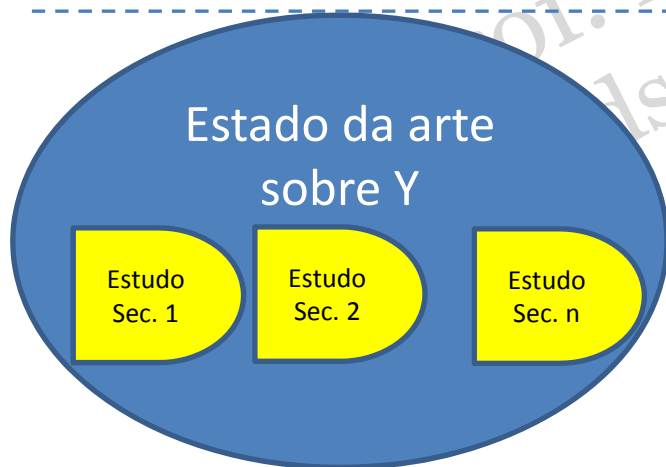 Estado da arte
sobre Y
Estudo
Sec. 1
Estudo
Sec. 2
Estudo
Sec. n